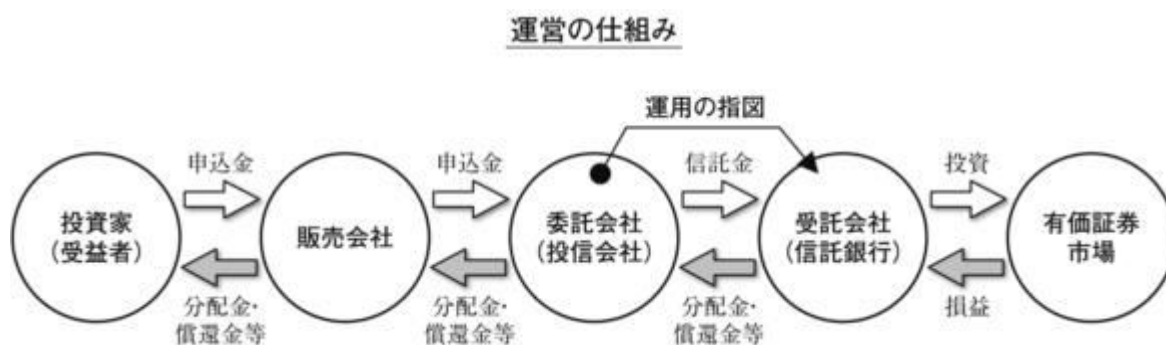 運営の仕組み
運用の指図
申込金
申込金
信託金
投資
投資家
(受益者)
販売会社
委託会社
(投信会社)
受託会社
(信託銀行)
有価証券
市場
分配金・
償還金等
分配金・
償還金等
分配金・
償還金等
損益